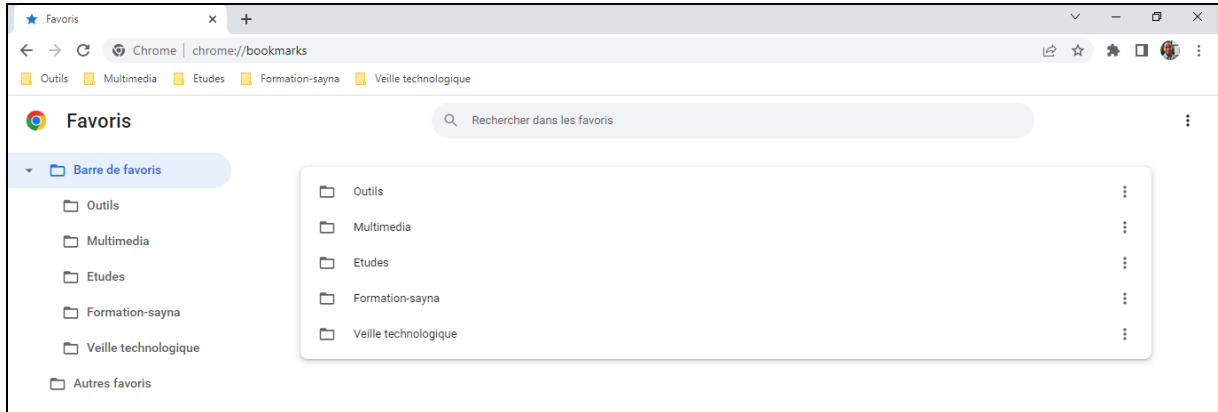 Favoris
Chrome | chrome://bookmarks
Outils Multimedia Etudes Formation-sayna Veille technologique
Favoris
Rechercher dans les favoris
Barre de favoris
Outils
Multimedia
Etudes
Formation-sayna
Veille technologique
Autres favoris
Outils
Multimedia
Etudes
Formation-sayna
Veille technologique